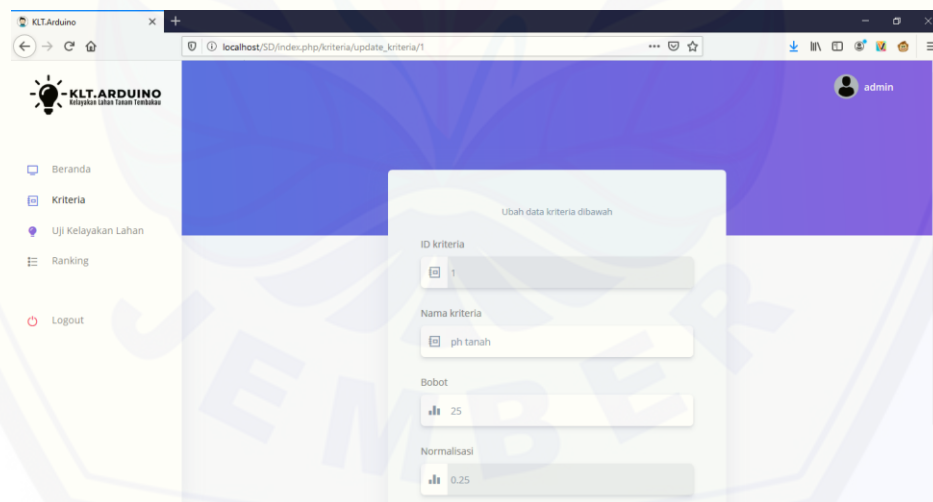 KLT.Arduino
localhost/SD/index.php/kriteria/update_kriteria/1
KLT.ARDUINO
Kelayakan Lahan Tanam Tembakau
admin
Beranda
Kriteria
Uji Kelayakan Lahan
Ranking
Logout
Ubah data kriteria dibawah
ID kriteria
1
Nama kriteria
ph tanah
Bobot
25
Normalisasi
0.25
JEMBER